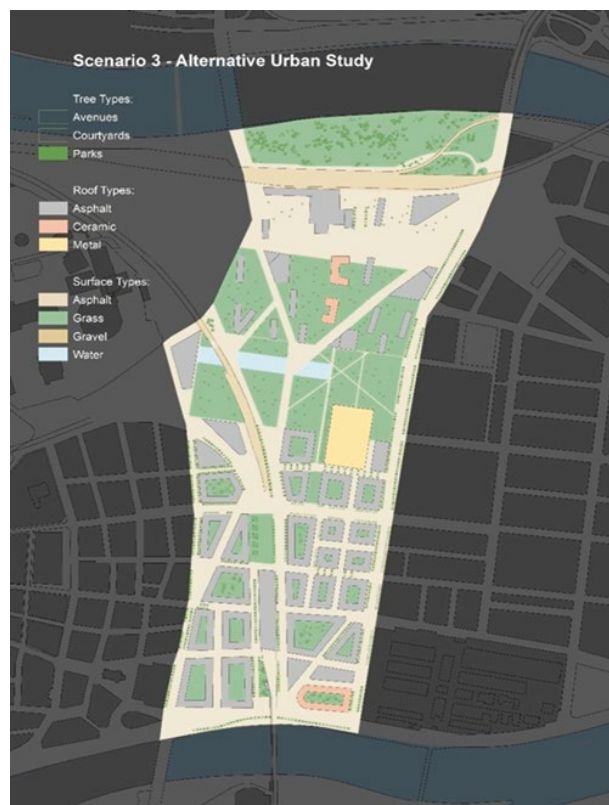 Scenario 3 - Alternative Urban Study
Tree Types:
Avenues
Courtyards
Parks
Roof Types:
Asphalt
Ceramic
Metal
Surface Types:
Asphalt
Grass
Gravel
Water